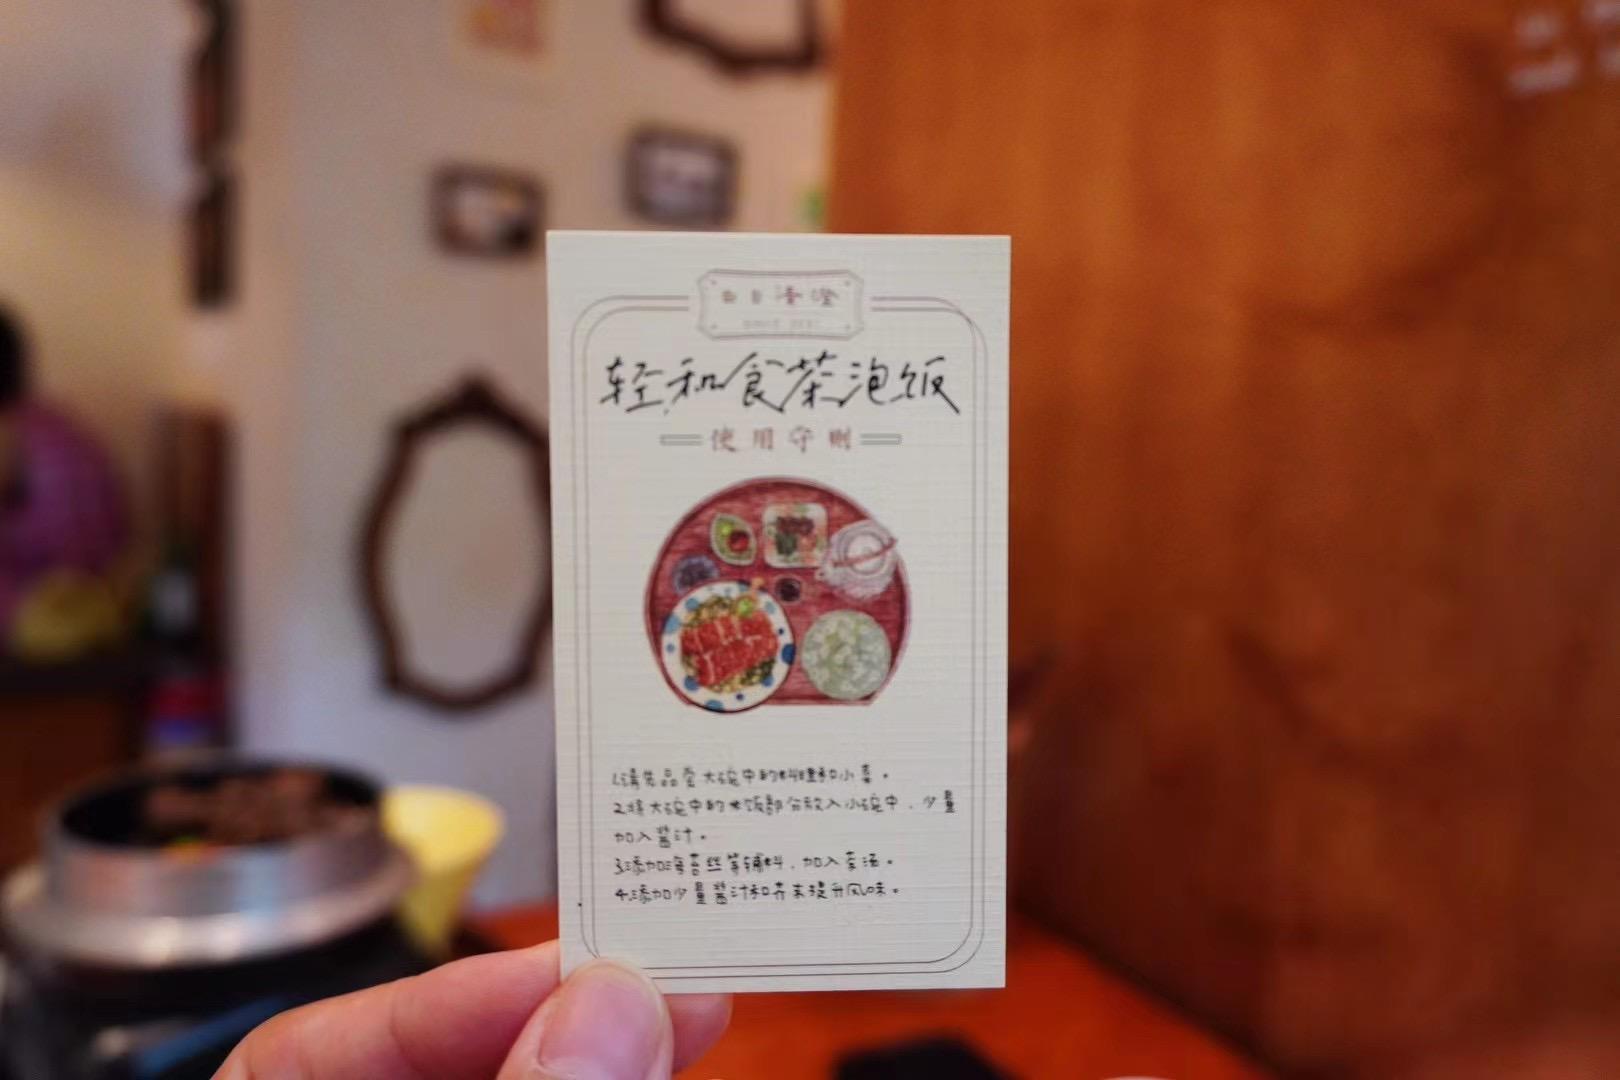 轻和食茶泡饭
使用守则
1.请先品尝大碗中的料理和小菜。
2.将大碗中的米饭部分放入小碗中,少量
加入酱汁。
3.添加海苔丝等辅料,加入茶汤。
4.添加少量酱汁和芥末提升风味。